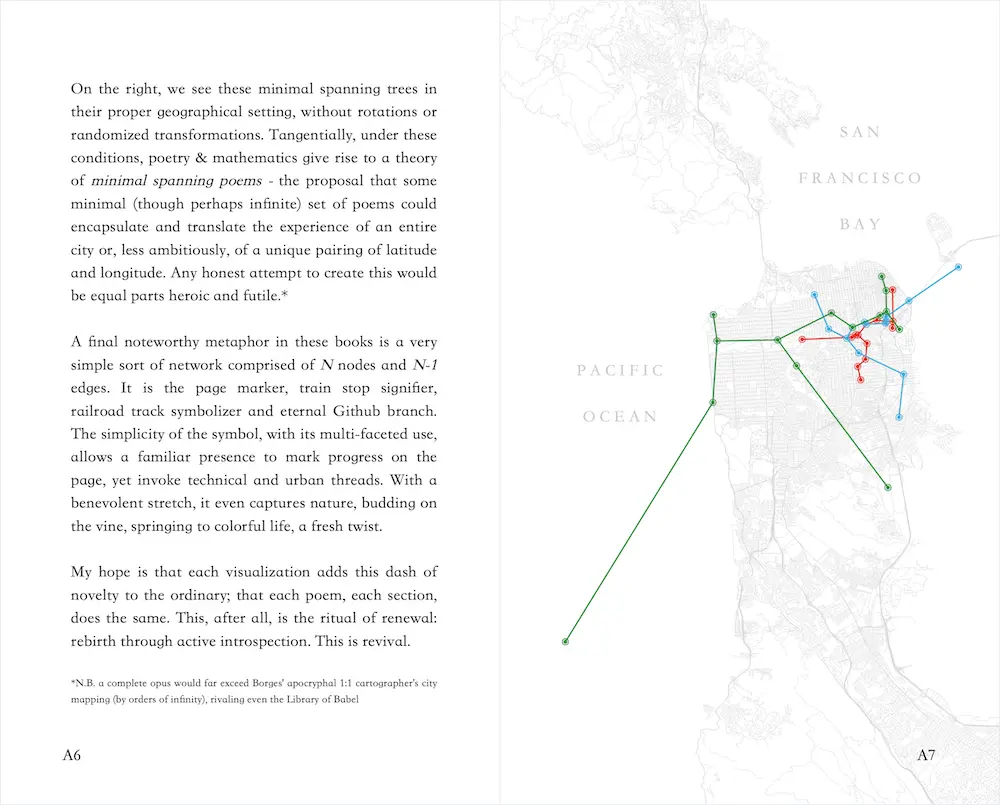 On the right, we see these minimal spanning trees in
their proper geographical setting, without rotations or
randomized transformations. Tangentially, under these
conditions, poetry & mathematics give rise to a theory
of minimal spanning poems - the proposal that some
minimal (though perhaps infinite) set of poems could
encapsulate and translate the experience of an entire
city or, less ambitiously, of a unique pairing of latitude
and longitude. Any honest attempt to create this would
be equal parts heroic and futile.*
A final noteworthy metaphor in these books is a very
simple sort of network comprised of N nodes and N-1
edges. It is the page marker, train stop signifier,
railroad track symbolizer and eternal Github branch.
The simplicity of the symbol, with its multi-faceted use,
allows a familiar presence to mark progress on the
page, yet invoke technical and urban threads. With a
benevolent stretch, it even captures nature, budding on
the vine, springing to colorful life, a fresh twist.
My hope is that each visualization adds this dash of
novelty to the ordinary; that each poem, each section,
does the same. This, after all, is the ritual of renewal:
rebirth through active introspection. This is revival.
*N.B. a complete opus would far exceed Borges' apocryphal 1:1 cartographer's city
mapping (by orders of infinity), rivaling even the Library of Babel
A6
SAN
FRANCISCO
BAY
PACIFIC
OCEAN
A7